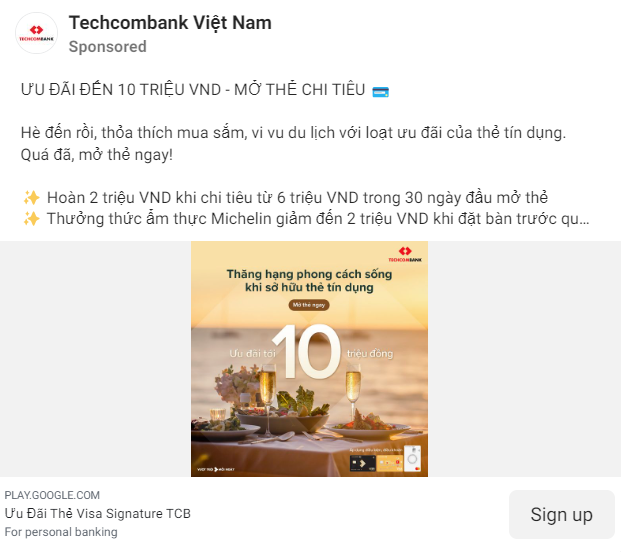 Techcombank Việt Nam
Sponsored
ƯU ĐÃI ĐẾN 10 TRIỆU VND - MỞ THẺ CHI TIÊU
Hè đến rồi, thỏa thích mua sắm, vi vu du lịch với loạt ưu đãi của thẻ tín dụng.
Quá đã, mở thẻ ngay!
✨ Hoàn 2 triệu VND khi chi tiêu từ 6 triệu VND trong 30 ngày đầu mở thẻ
✨ Thưởng thức ẩm thực Michelin giảm đến 2 triệu VND khi đặt bàn trước qu...
TECHCOMBANK
TECHCOMBANK
Thăng hạng phong cách sống
khi sở hữu thẻ tín dụng
Mở thẻ ngay
Ưu đãi tới 10 triệu đồng
VƯỢT TRỘI MỖI NGÀY
PLAY.GOOGLE.COM
Ưu Đãi Thẻ Visa Signature TCB
For personal banking
Sign up